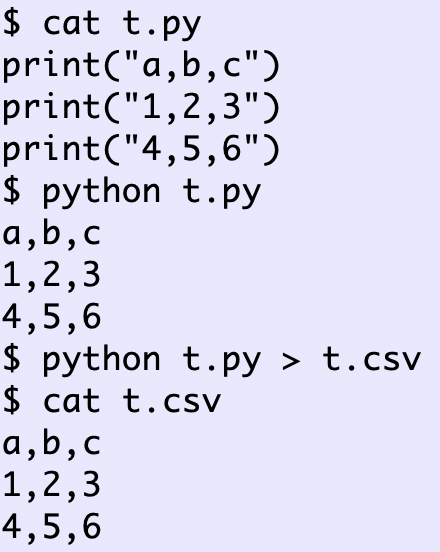 $ cat t.py
print("a,b,c")
print("1,2,3")
print("4,5,6")
$ python t.py
a,b,c
1,2,3
4,5,6
$ python t.py > t.csv
$ cat t.csv
a,b,c
1,2,3
4,5,6